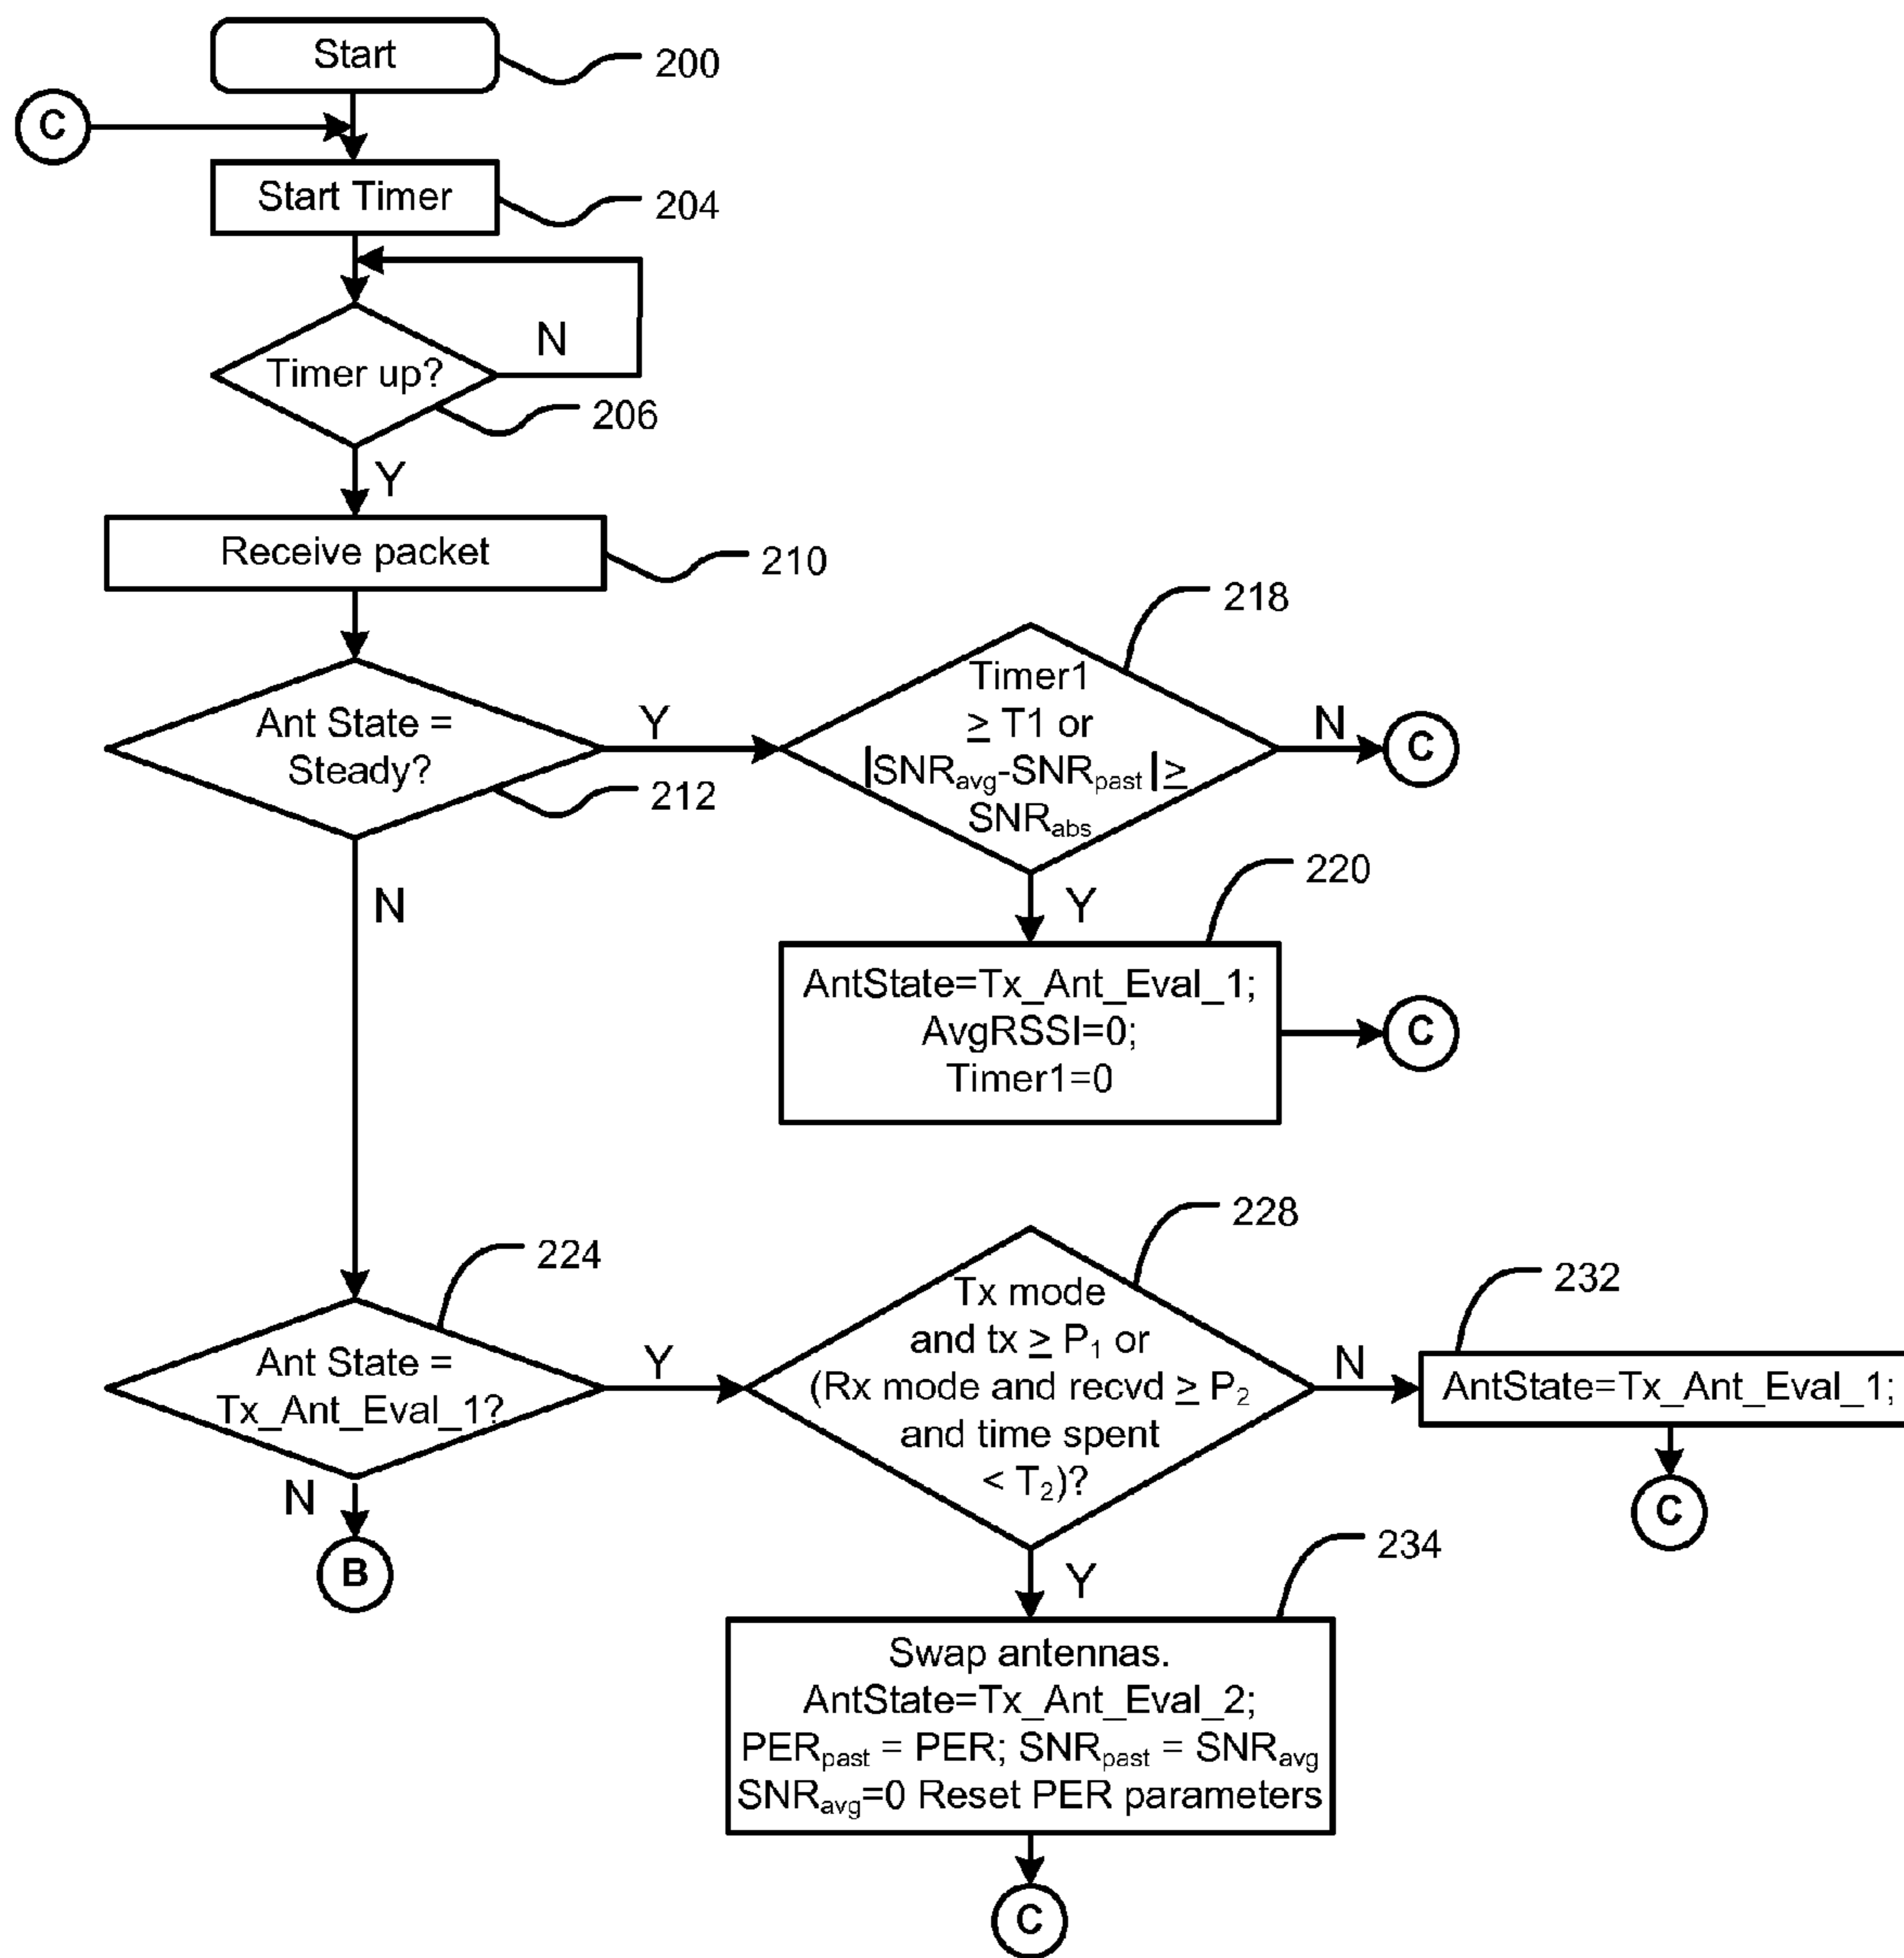 Start
200
C
Start Timer
204
Timer up?
N
206
Y
Receive packet
210
Ant State =
Steady?
212
Y
Timer1
≥ T1 or
|SNRavg-SNRpast| ≥
SNRabs
218
N
C
Y
220
AntState=Tx_Ant_Eval_1;
AvgRSSI=0;
Timer1=0
C
N
224
Ant State =
Tx_Ant_Eval_1?
Y
228
Tx mode
and tx ≥ P1 or
(Rx mode and recvd ≥ P2
and time spent
< T2)?
N
232
AntState=Tx_Ant_Eval_1;
C
N
B
Y
234
Swap antennas.
AntState=Tx_Ant_Eval_2;
PERpast = PER; SNRpast = SNRavg
SNRavg=0 Reset PER parameters
C